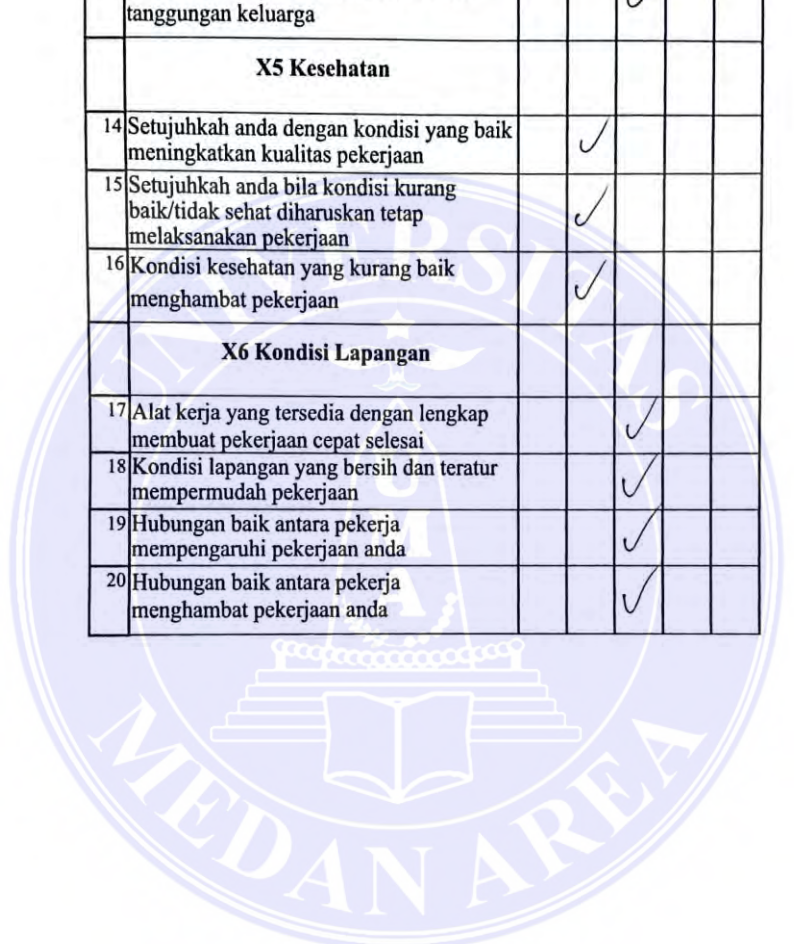 tanggungan keluarga ✓
X5 Kesehatan
14 Setujuhkah anda dengan kondisi yang baik
meningkatkan kualitas pekerjaan ✓
15 Setujuhkah anda bila kondisi kurang
baik/tidak sehat diharuskan tetap
melaksanakan pekerjaan ✓
16 Kondisi kesehatan yang kurang baik
menghambat pekerjaan ✓
X6 Kondisi Lapangan
17 Alat kerja yang tersedia dengan lengkap
membuat pekerjaan cepat selesai ✓
18 Kondisi lapangan yang bersih dan teratur
mempermudah pekerjaan ✓
19 Hubungan baik antara pekerja
mempengaruhi pekerjaan anda ✓
20 Hubungan baik antara pekerja
menghambat pekerjaan anda ✓
UNIVERSITAS
UMA
MEDAN AREA